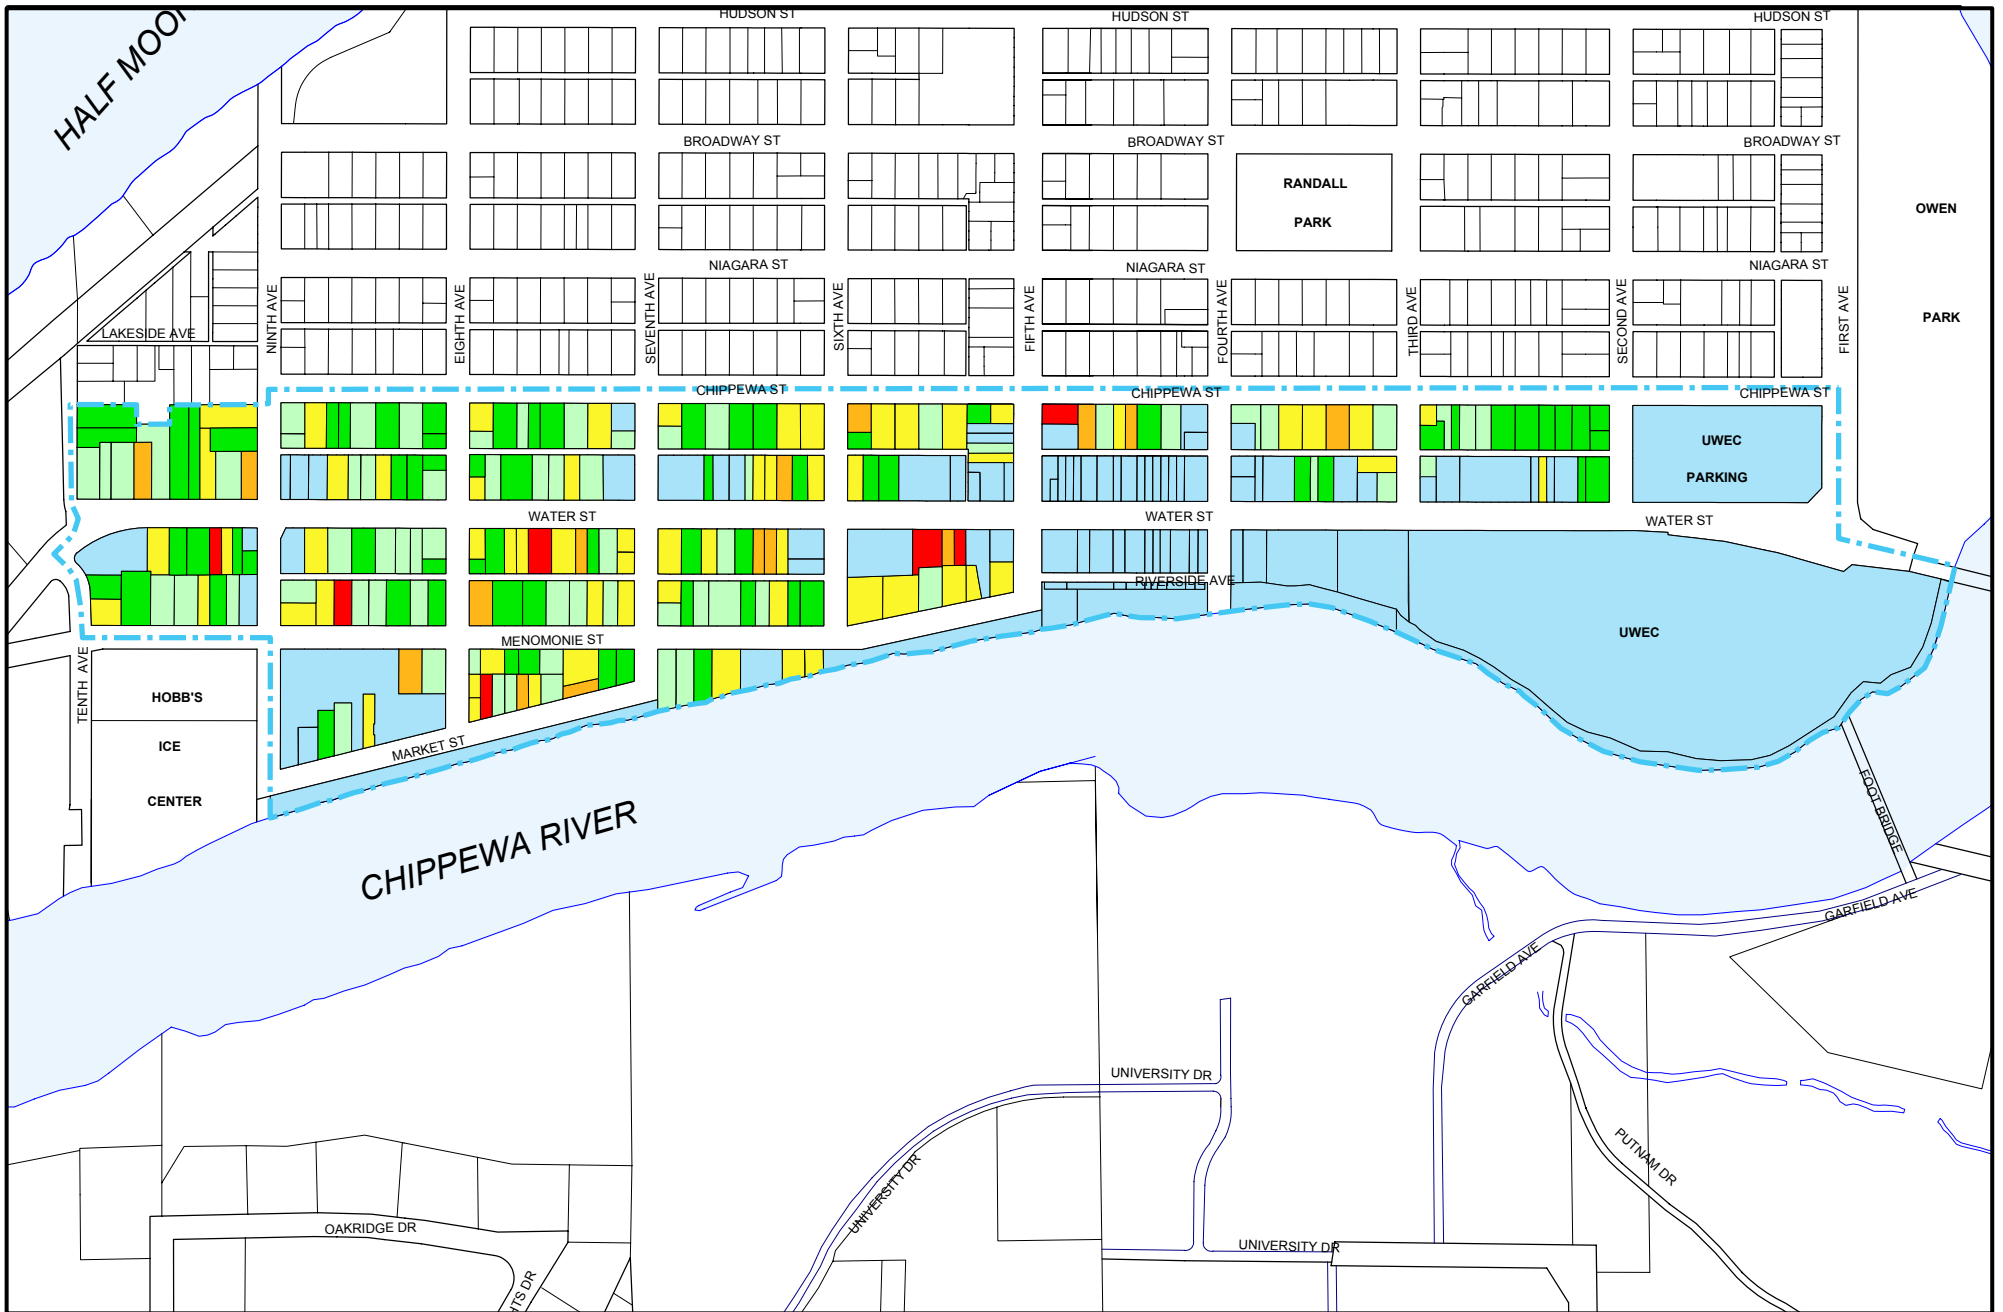 HUDSON ST
HUDSON ST
HUDSON ST
HALF MOON
BROADWAY ST
BROADWAY ST
BROADWAY ST
RANDALL
PARK
OWEN
PARK
NIAGARA ST
NIAGARA ST
NIAGARA ST
LAKESIDE AVE
NINTH AVE
EIGHTH AVE
SEVENTH AVE
SIXTH AVE
FIFTH AVE
FOURTH AVE
THIRD AVE
SECOND AVE
FIRST AVE
CHIPPEWA ST
CHIPPEWA ST
CHIPPEWA ST
UWEC
PARKING
WATER ST
WATER ST
WATER ST
RIVERSIDE AVE
UWEC
MENOMONIE ST
TENTH AVE
HOBB'S
ICE
CENTER
MARKET ST
CHIPPEWA RIVER
FOOT BRIDGE
GARFIELD AVE
GARFIELD AVE
UNIVERSITY DR
UNIVERSITY DR
UNIVERSITY DR
PUTNAM DR
OAKRIDGE DR
HTS DR